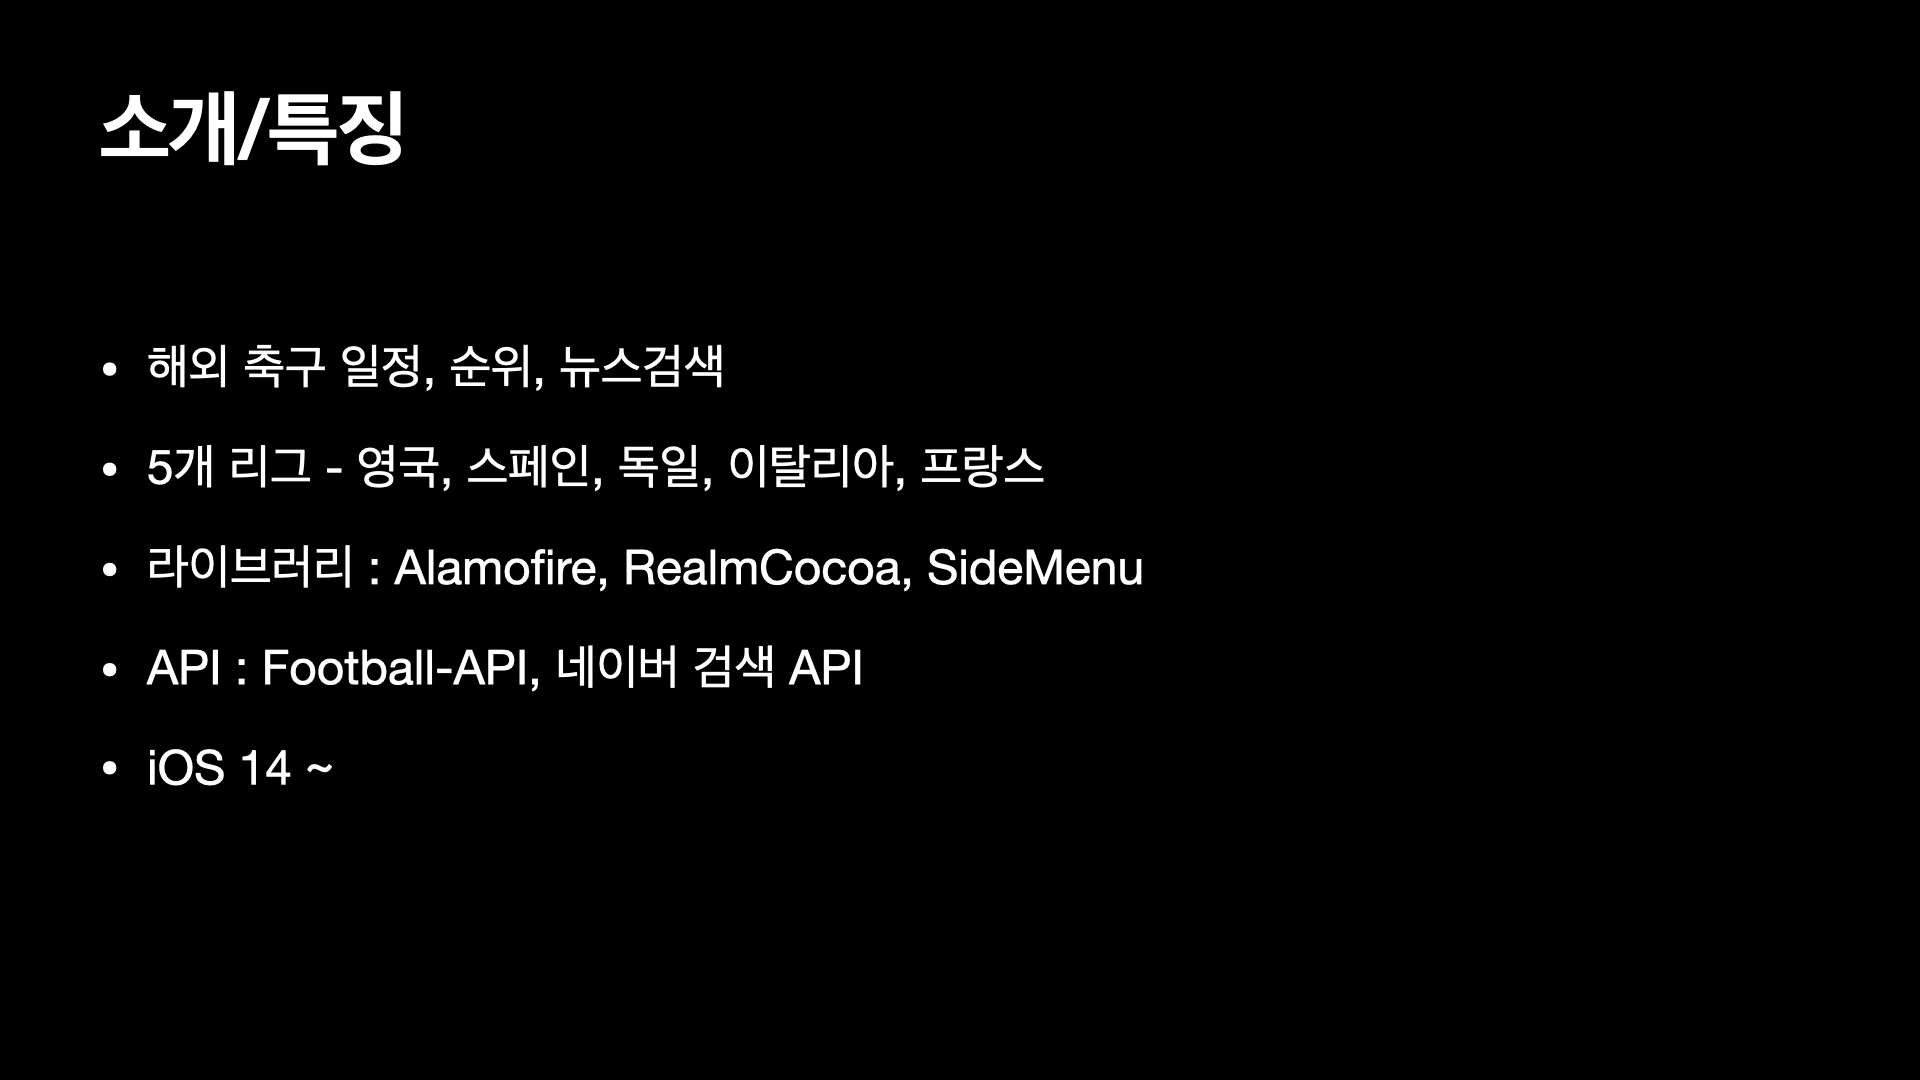 소개/특징
• 해외 축구 일정, 순위, 뉴스검색
• 5개 리그 - 영국, 스페인, 독일, 이탈리아, 프랑스
• 라이브러리 : Alamofire, RealmCocoa, SideMenu
• API : Football-API, 네이버 검색 API
• iOS 14 ~